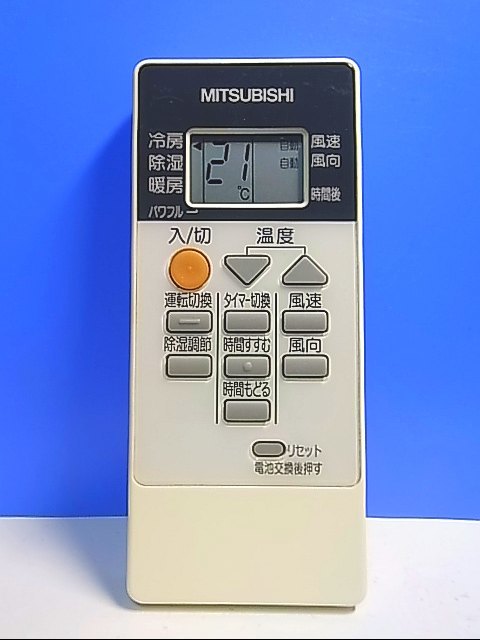 MITSUBISHI
冷房
除湿
暖房
パワフル
21
℃
自動
自動
風速
風向
時間後
入/切
温度
運転切換
タイマー切換
風速
除湿調節
時間すすむ
風向
時間もどる
リセット
電池交換後押す